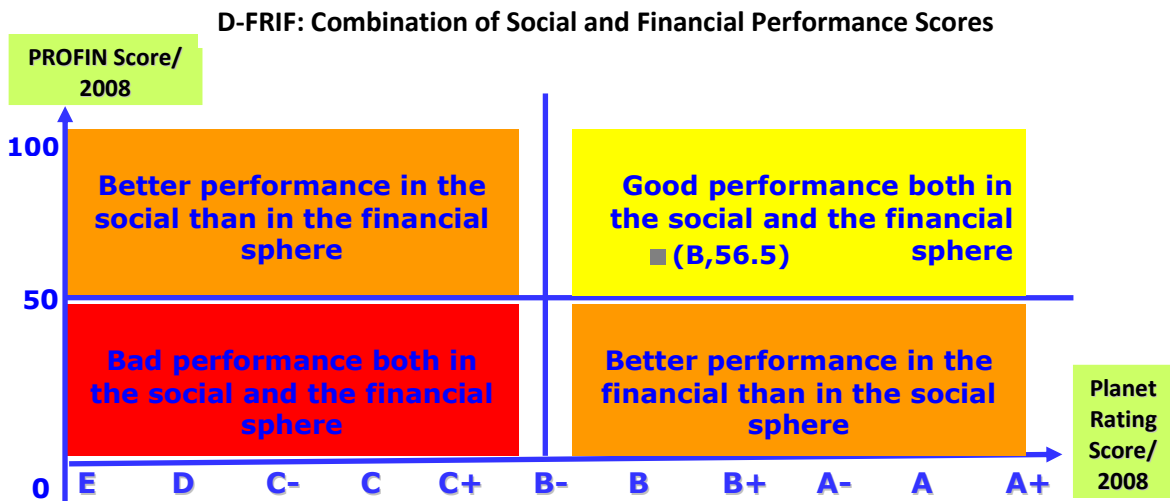 D-FRIF: Combination of Social and Financial Performance Scores
PROFIN Score/
2008
100
Better performance in the
social than in the financial
sphere
Good performance both in
the social and the financial
sphere
(B,56.5)
50
Bad performance both in
the social and the financial
sphere
Better performance in the
financial than in the social
sphere
Planet
Rating
Score/
2008
0
E D C- C C+ B- B B+ A- A A+